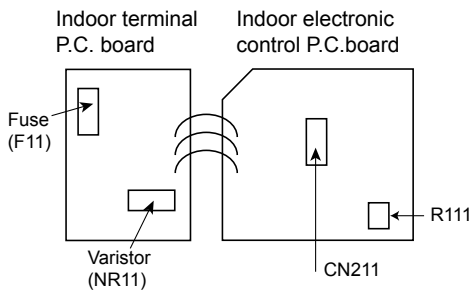 Indoor terminal
P.C. board
Indoor electronic
control P.C.board
Fuse
(F11)
R111
Varistor
(NR11)
CN211